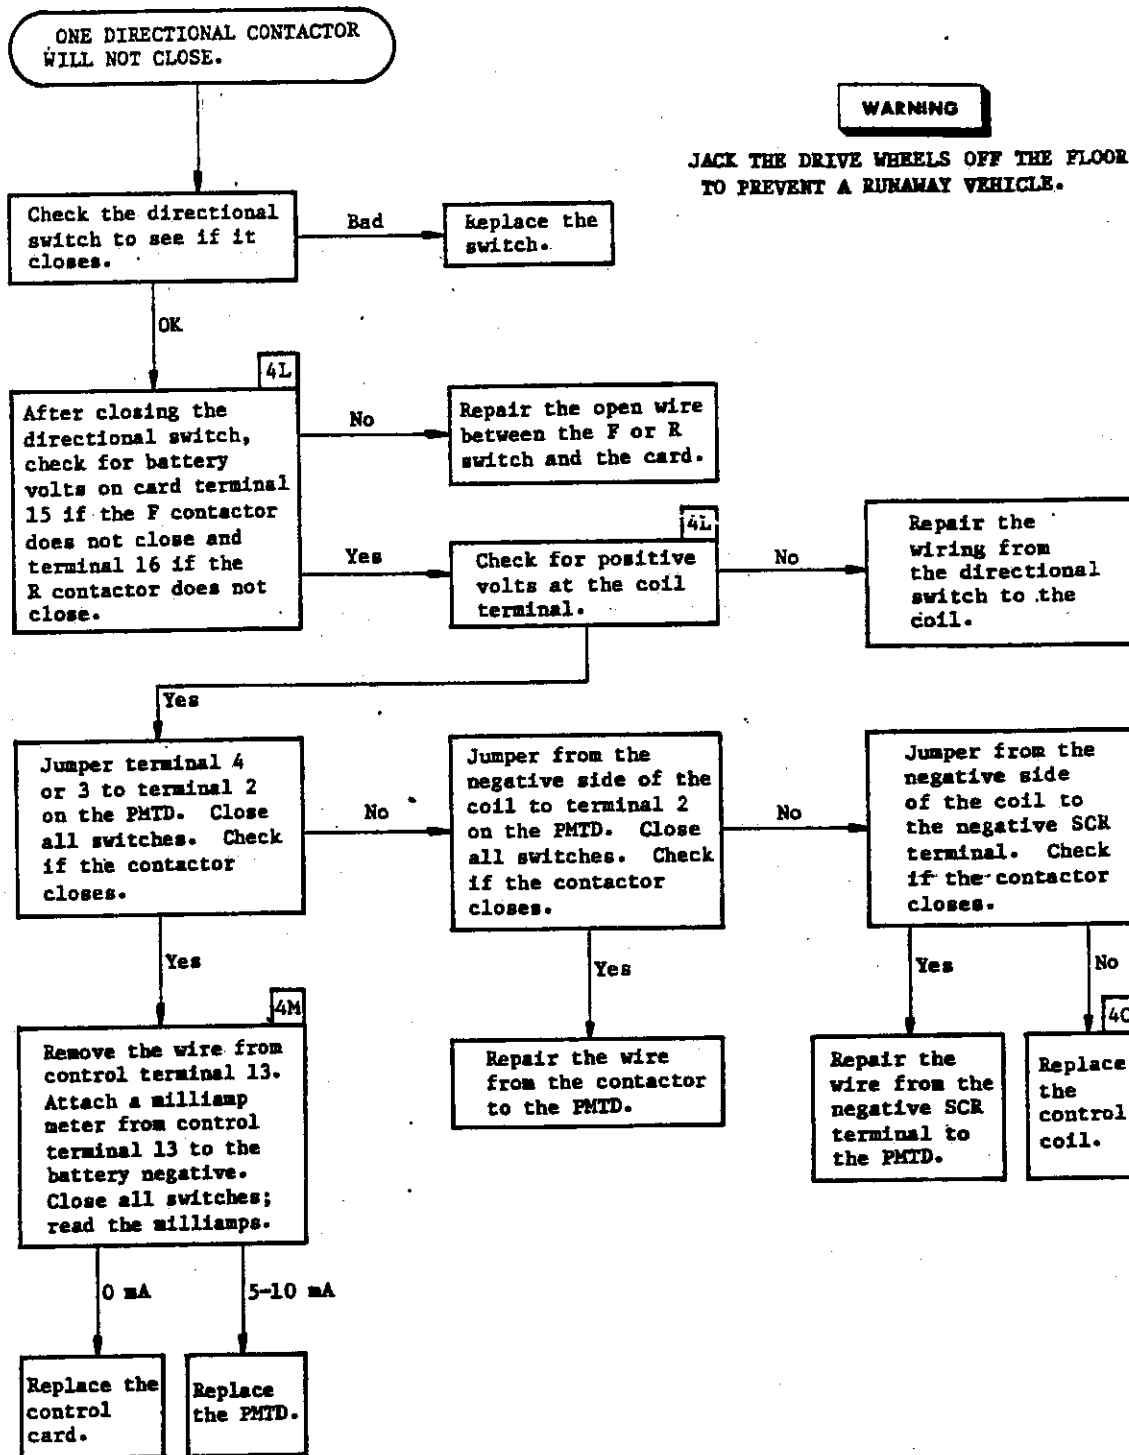 ONE DIRECTIONAL CONTACTOR
WILL NOT CLOSE.
WARNING
JACK THE DRIVE WHEELS OFF THE FLOOR
TO PREVENT A RUNAWAY VEHICLE.
Check the directional
switch to see if it
closes.
Bad
Replace the
switch.
OK
4L
After closing the
directional switch,
check for battery
volts on card terminal
15 if the F contactor
does not close and
terminal 16 if the
R contactor does not
close.
No
Repair the open wire
between the F or R
switch and the card.
Yes
4L
Check for positive
volts at the coil
terminal.
No
Repair the
wiring from
the directional
switch to the
coil.
Yes
Jumper terminal 4
or 3 to terminal 2
on the PMTD. Close
all switches. Check
if the contactor
closes.
No
Jumper from the
negative side of the
coil to terminal 2
on the PMTD. Close
all switches. Check
if the contactor
closes.
No
Jumper from the
negative side
of the coil to
the negative SCR
terminal. Check
if the contactor
closes.
Yes
4M
Remove the wire from
control terminal 13.
Attach a milliamp
meter from control
terminal 13 to the
battery negative.
Close all switches;
read the milliamps.
Yes
Repair the wire
from the contactor
to the PMTD.
Yes
Repair the
wire from the
negative SCR
terminal to
the PMTD.
No
Replace
the
control
coil.
0 mA
Replace the
control
card.
5-10 mA
Replace
the PMTD.